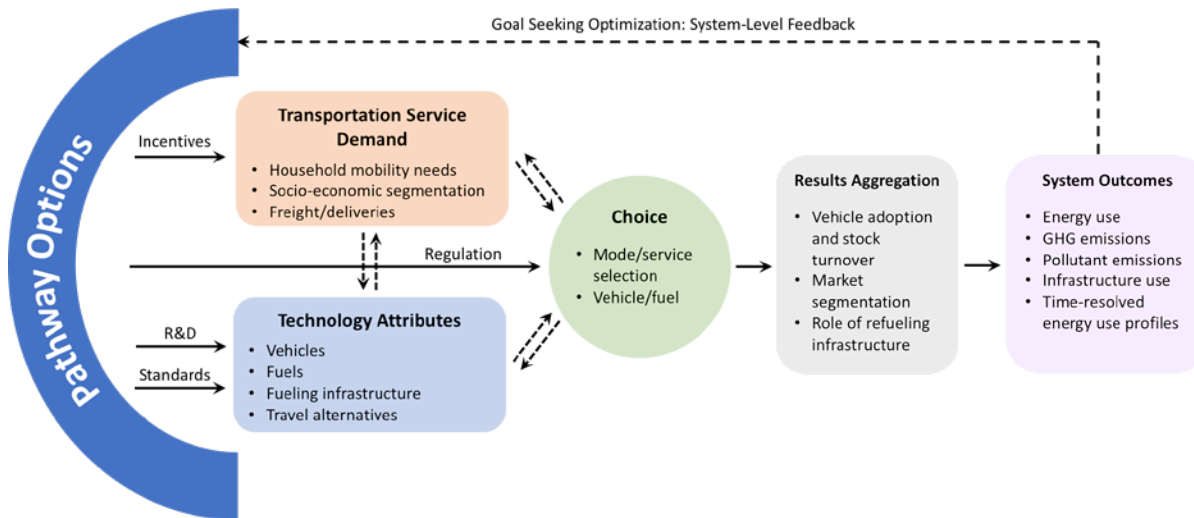 Goal Seeking Optimization: System-Level Feedback
Pathway Options
Incentives
Transportation Service
Demand
• Household mobility needs
• Socio-economic segmentation
• Freight/deliveries
Regulation
R&D
Standards
Technology Attributes
• Vehicles
• Fuels
• Fueling infrastructure
• Travel alternatives
Choice
• Mode/service
selection
• Vehicle/fuel
Results Aggregation
• Vehicle adoption
and stock
turnover
• Market
segmentation
• Role of refueling
infrastructure
System Outcomes
• Energy use
• GHG emissions
• Pollutant emissions
• Infrastructure use
• Time-resolved
energy use profiles